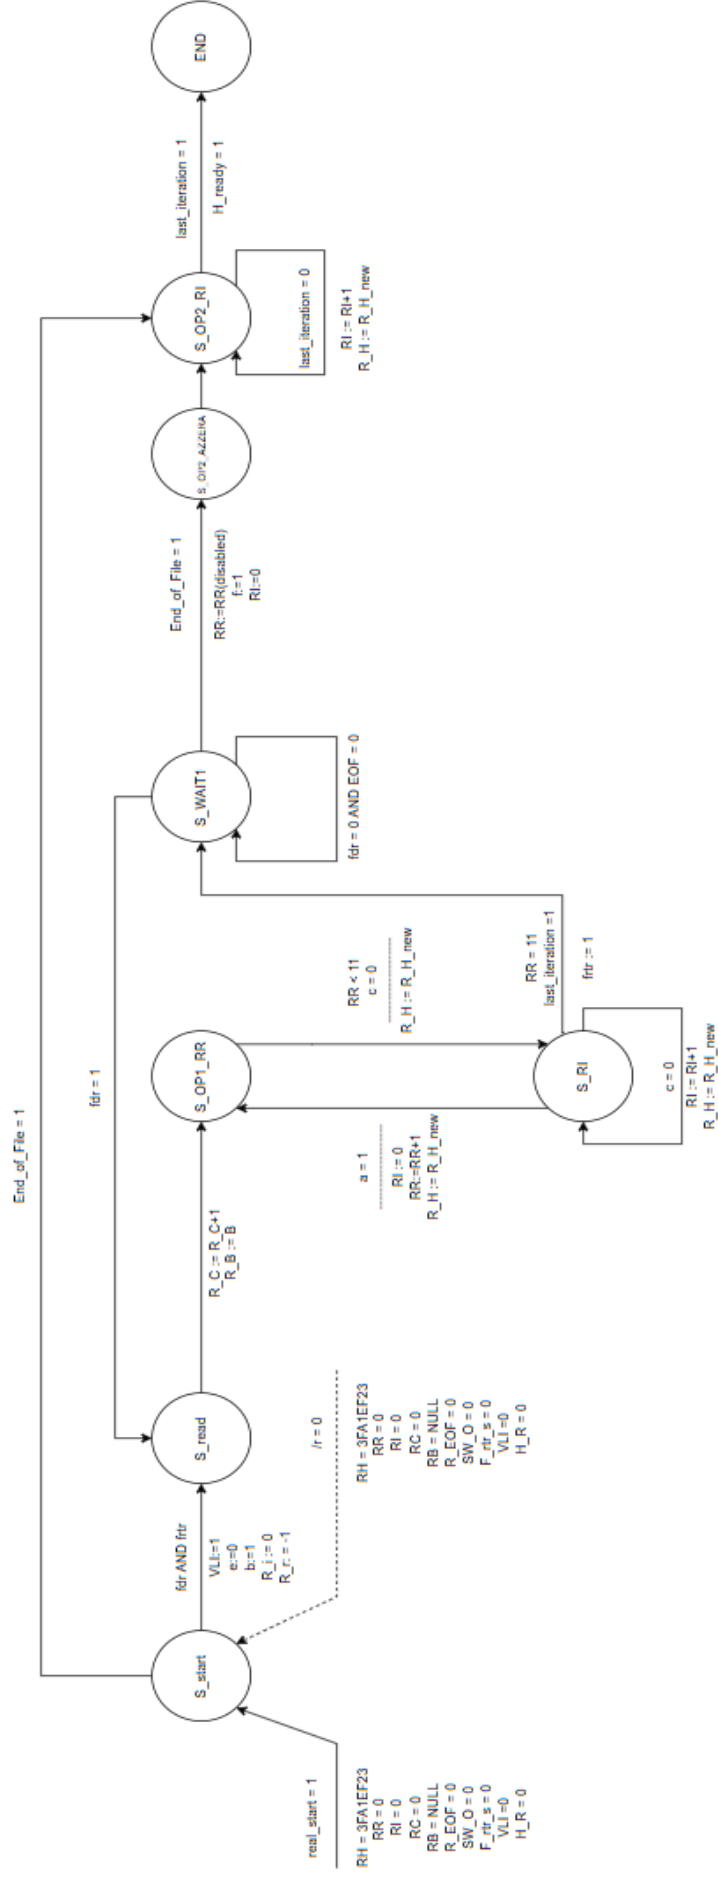 End_of_File = 1
fdr = 1
real_start = 1
RH = 3FA1EF23
RR = 0
RI = 0
RC = 0
RB = NULL
R_EOF = 0
SW_O = 0
F_rtr_s = 0
VLI =0
H_R = 0
S_start
fdr AND frtr
VLI:=1
e:=0
b:=1
R_i := 0
R_r: = -1
/r = 0
RH = 3FA1EF23
RR = 0
RI = 0
RC = 0
RB = NULL
R_EOF = 0
SW_O = 0
F_rtr_s = 0
VLI =0
H_R = 0
S_read
R_C := R_C+1
R_B := B
S_OP1_RR
a = 1
RI := 0
RR:=RR+1
R_H := R_H_new
RR < 11
c = 0
R_H := R_H_new
S_RI
c = 0
RI := RI+1
R_H := R_H_new
RR = 11
last_iteration =1
frtr := 1
S_WAIT1
fdr = 0 AND EOF = 0
End_of_File = 1
RR:=RR(disabled)
f:=1
RI:=0
S_OP2_AZZERA
S_OP2_RI
last_iteration = 0
RI := RI+1
R_H := R_H_new
last_iteration = 1
H_ready = 1
END